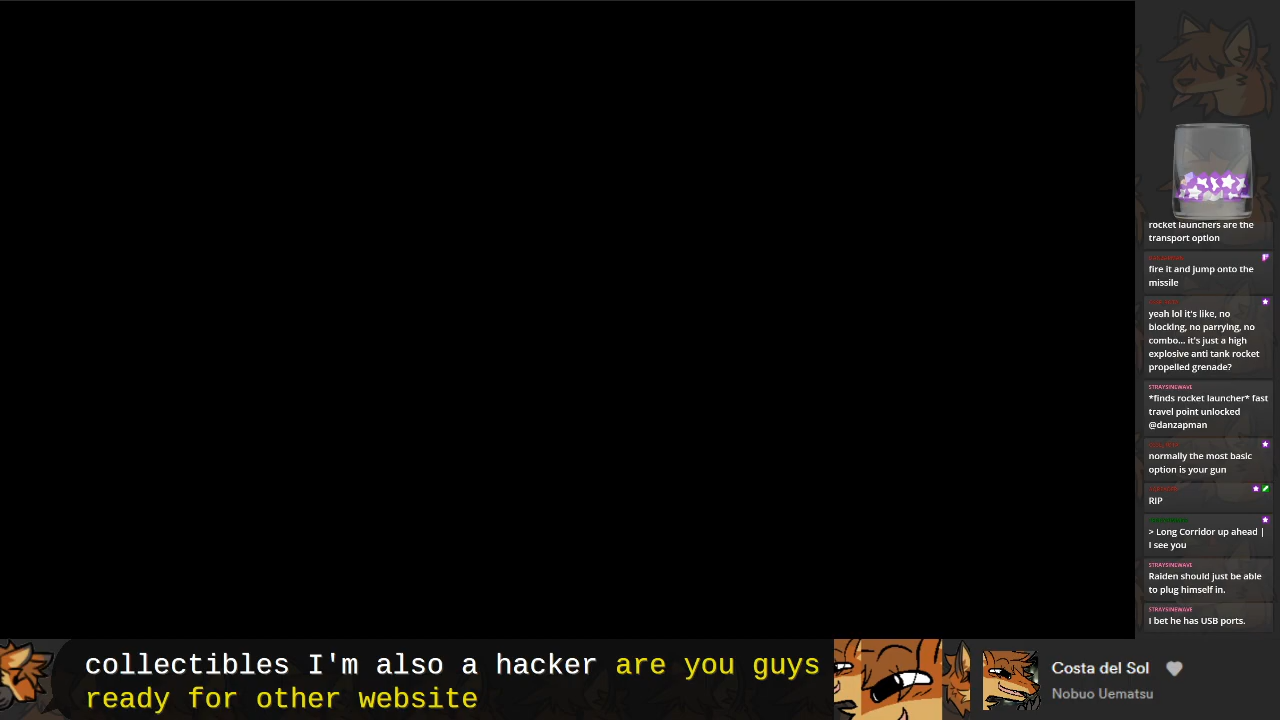 rocket launchers are the
transport option
fire it and jump onto the
missile
yeah lol it's like, no
blocking, no parrying, no
combo... it's just a high
explosive anti tank rocket
propelled grenade?
STRAYSINEWAVE
*finds rocket launcher* fast
travel point unlocked
@danzapman
normally the most basic
option is your gun
RIP
> Long Corridor up ahead |
I see you
STRAYSINEWAVE
Raiden should just be able
to plug himself in.
STRAYSINEWAVE
I bet he has USB ports.
collectibles I'm also a hacker are you guys
ready for other website
Costa del Sol
Nobuo Uematsu